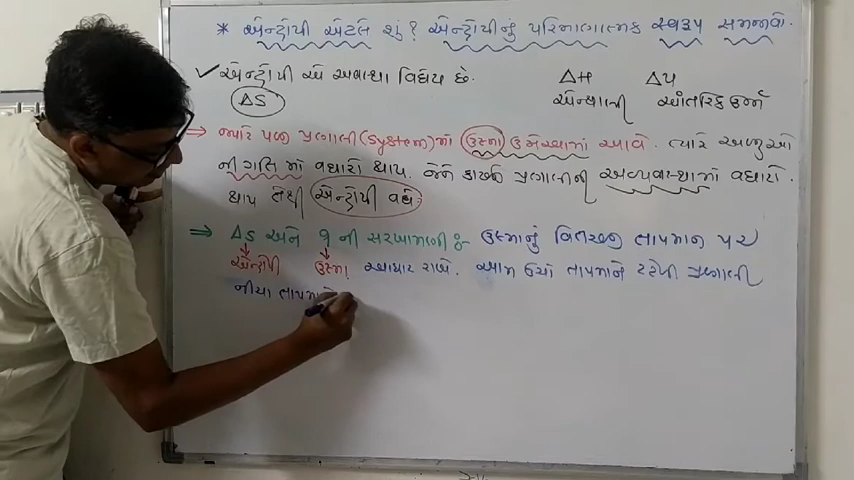 * એન્ટ્રોપી એટલે શું? એન્ટ્રોપીનું પરિમાણાત્મક સ્વરૂપ સમજાવો.
✓ એન્ટ્રોપી એ અવસ્થા વિધેય છે. ΔH ΔU
ΔS એન્થાલ્પી આંતરિક ઉર્જા
⇒ જ્યારે પણ પ્રણાલી (System)માં ઉષ્મા ઉમેરવામાં આવે. ત્યારે અણુઓ
ની ગતિ માં વધારો થાય. જેને કારણે પ્રણાલીની અવ્યવસ્થામાં વધારો
થાય તેથી એન્ટ્રોપી વધે.
⇒ ΔS અને q ની સરખામણી :- ઉષ્માનું વિતરણ તાપમાન પર
એન્ટ્રોપી ઉષ્મા આધાર રાખે. આમ ઉંચા તાપમાને રહેલી પ્રણાલી
નીચા તાપમાને